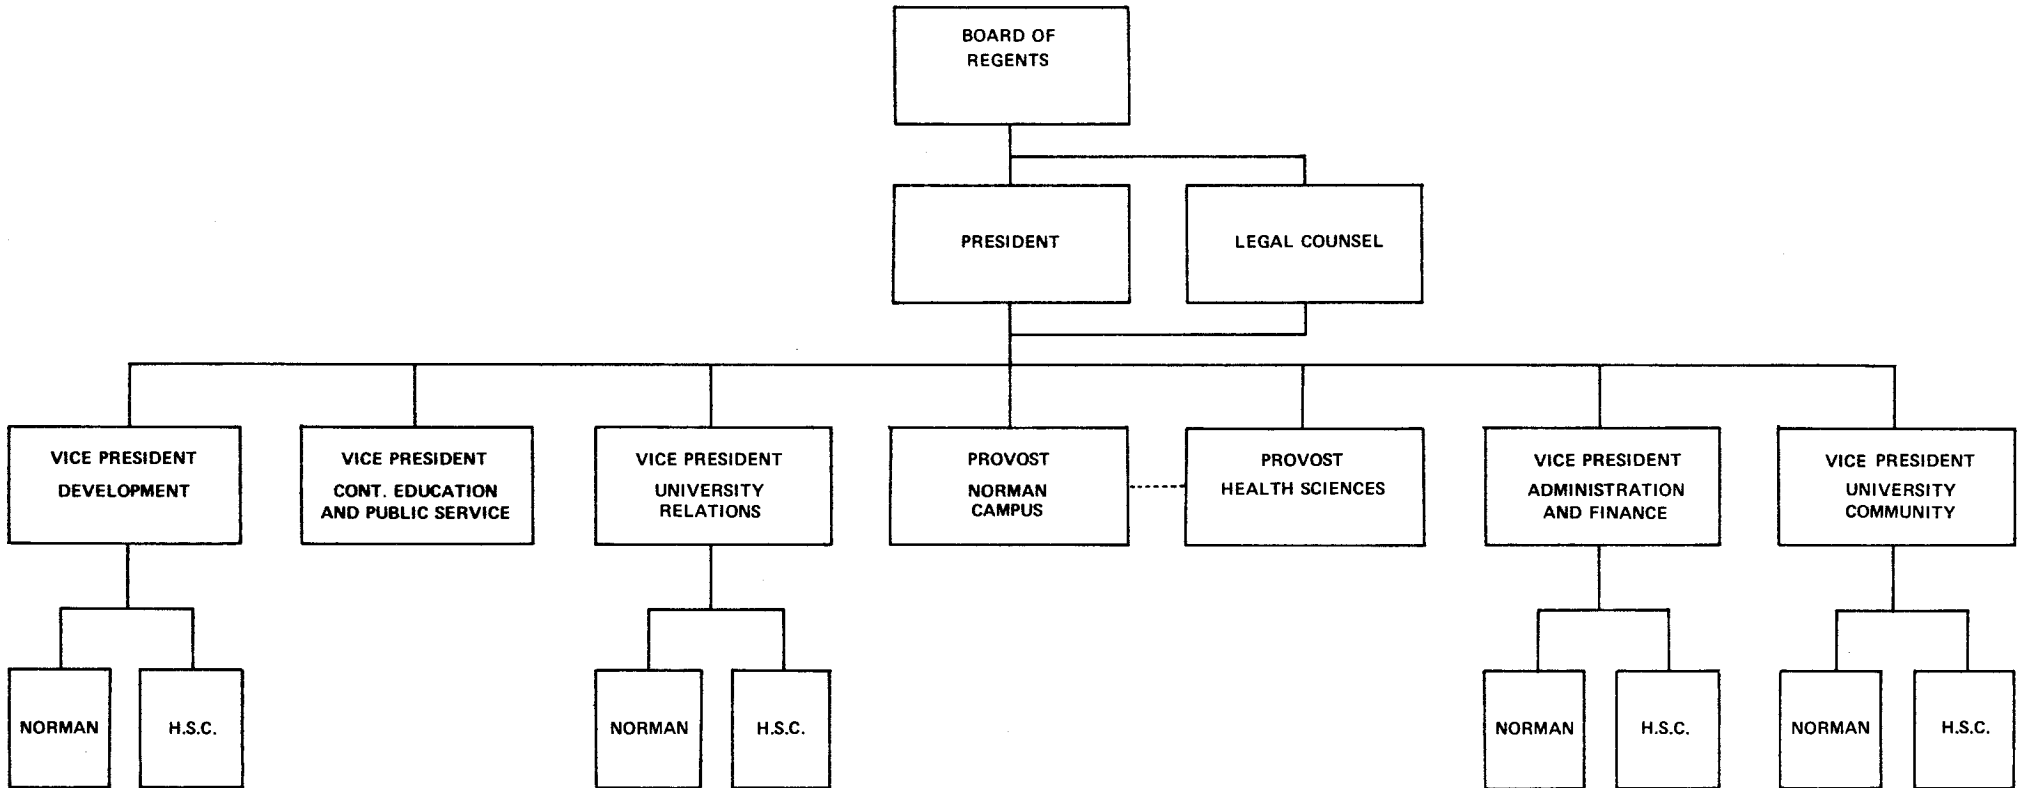 BOARD OF
REGENTS
PRESIDENT
LEGAL COUNSEL
VICE PRESIDENT
DEVELOPMENT
VICE PRESIDENT
CONT. EDUCATION
AND PUBLIC SERVICE
VICE PRESIDENT
UNIVERSITY
RELATIONS
PROVOST
NORMAN
CAMPUS
PROVOST
HEALTH SCIENCES
VICE PRESIDENT
ADMINISTRATION
AND FINANCE
VICE PRESIDENT
UNIVERSITY
COMMUNITY
NORMAN
H.S.C.
NORMAN
H.S.C.
NORMAN
H.S.C.
NORMAN
H.S.C.